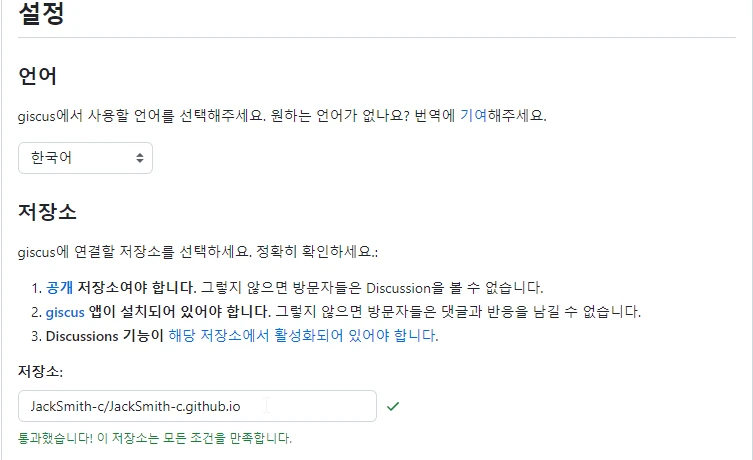 설정
언어
giscus에서 사용할 언어를 선택해주세요. 원하는 언어가 없나요? 번역에 기여해주세요.
한국어
저장소
giscus에 연결할 저장소를 선택하세요. 정확히 확인하세요.:
1. 공개 저장소여야 합니다. 그렇지 않으면 방문자들은 Discussion을 볼 수 없습니다.
2. giscus 앱이 설치되어 있어야 합니다. 그렇지 않으면 방문자들은 댓글과 반응을 남길 수 없습니다.
3. Discussions 기능이 해당 저장소에서 활성화되어 있어야 합니다.
저장소:
JackSmith-c/JackSmith-c.github.io
통과했습니다! 이 저장소는 모든 조건을 만족합니다.